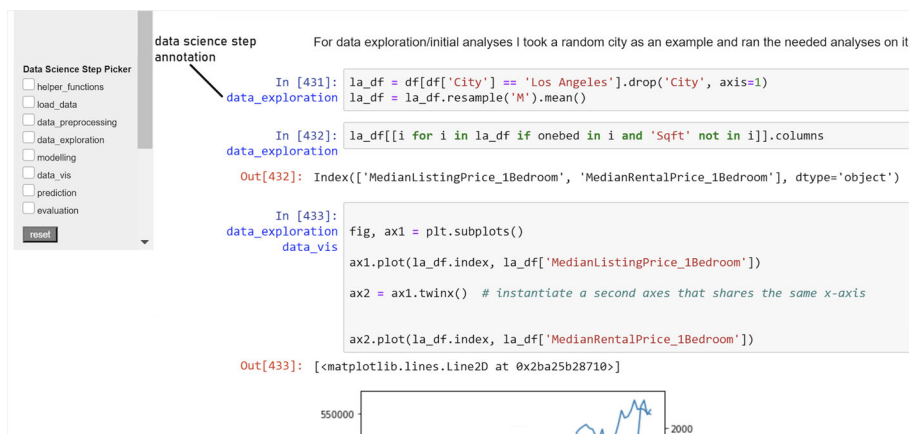 data science step
annotation
For data exploration/initial analyses I took a random city as an example and ran the needed analyses on it
Data Science Step Picker
helper_functions
load_data
data_preprocessing
data_exploration
modelling
data_vis
prediction
evaluation
reset
In [431]:
data_exploration
la_df = df[df['City'] == 'Los Angeles'].drop('City', axis=1)
la_df = la_df.resample('M').mean()
In [432]:
data_exploration
la_df[[i for i in la_df if onebed in i and 'Sqft' not in i]].columns
Out[432]: Index(['MedianListingPrice_1Bedroom', 'MedianRentalPrice_1Bedroom'], dtype='object')
In [433]:
data_exploration
data_vis
fig, ax1 = plt.subplots()
ax1.plot(la_df.index, la_df['MedianListingPrice_1Bedroom'])
ax2 = ax1.twinx()  # instantiate a second axes that shares the same x-axis
ax2.plot(la_df.index, la_df['MedianRentalPrice_1Bedroom'])
Out[433]: [<matplotlib.lines.Line2D at 0x2ba25b28710>]
550000
2000